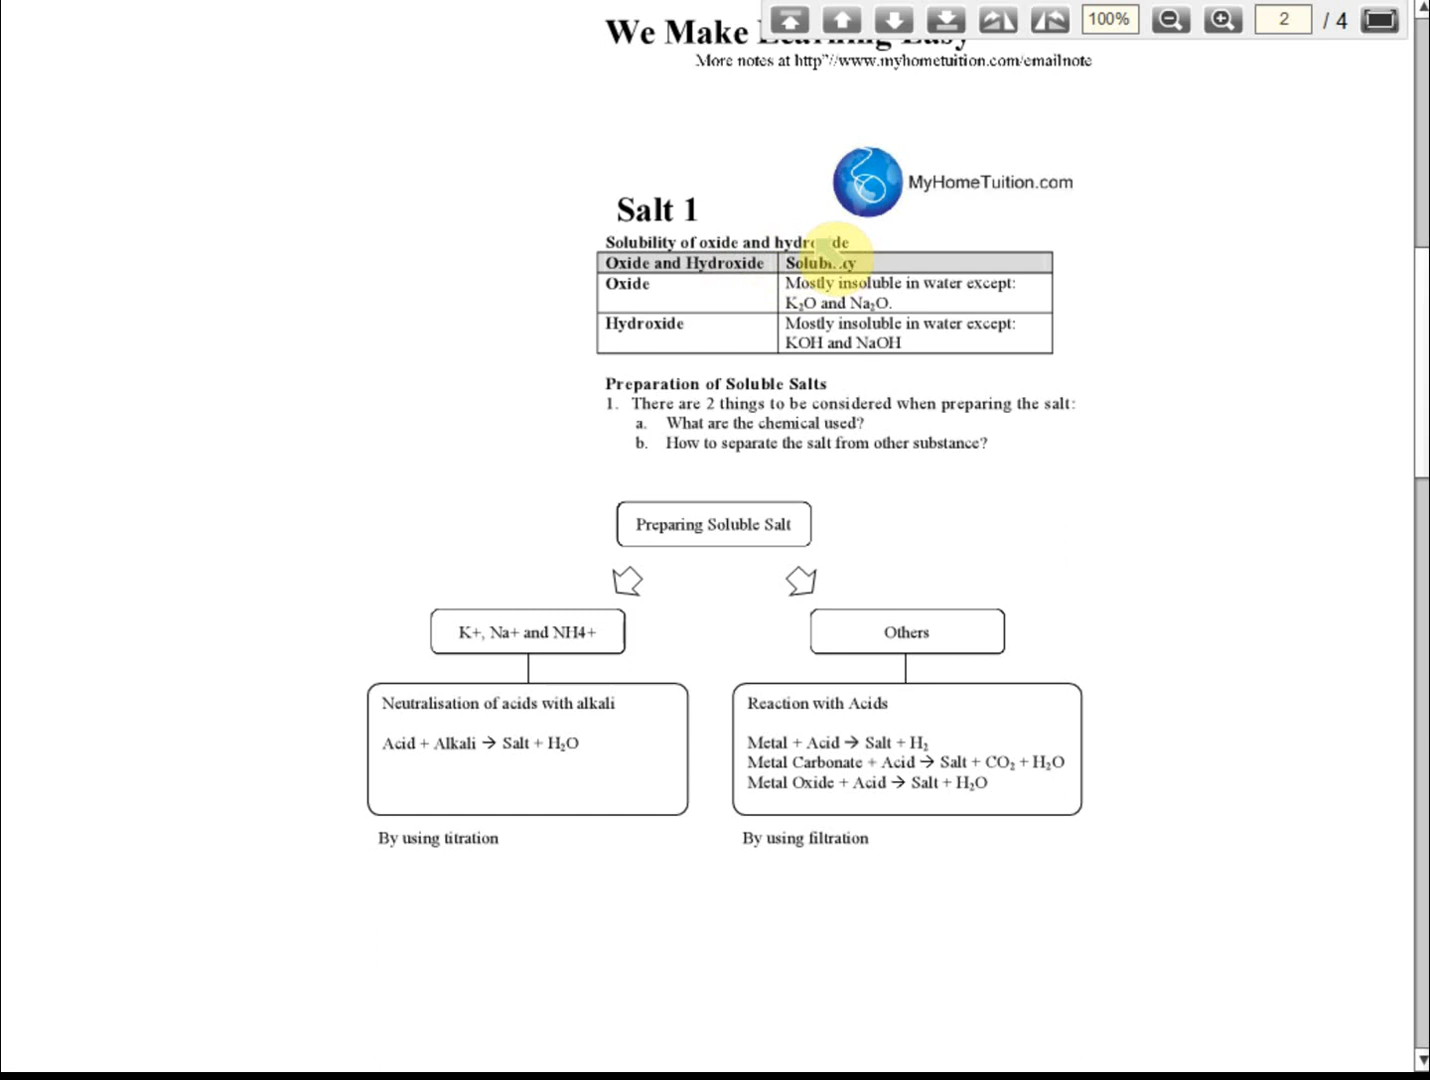 We Make
100%
2
/ 4
More notes at http"//www.myhometuition.com/emailnote
MyHomeTuition.com
Salt 1
Solubility of oxide and
Oxide and Hydroxide
Oxide
Mostly insoluble in water except:
K₂O and Na₂O.
Hydroxide
Mostly insoluble in water except:
KOH and NaOH
Preparation of Soluble Salts
1. There are 2 things to be considered when preparing the salt:
a. What are the chemical used?
b. How to separate the salt from other substance?
Preparing Soluble Salt
K+, Na+ and NH4+
Others
Neutralisation of acids with alkali
Acid + Alkali → Salt + H₂O
Reaction with Acids
Metal + Acid → Salt + H₂
Metal Carbonate + Acid → Salt + CO₂ + H₂O
Metal Oxide + Acid → Salt + H₂O
By using titration
By using filtration